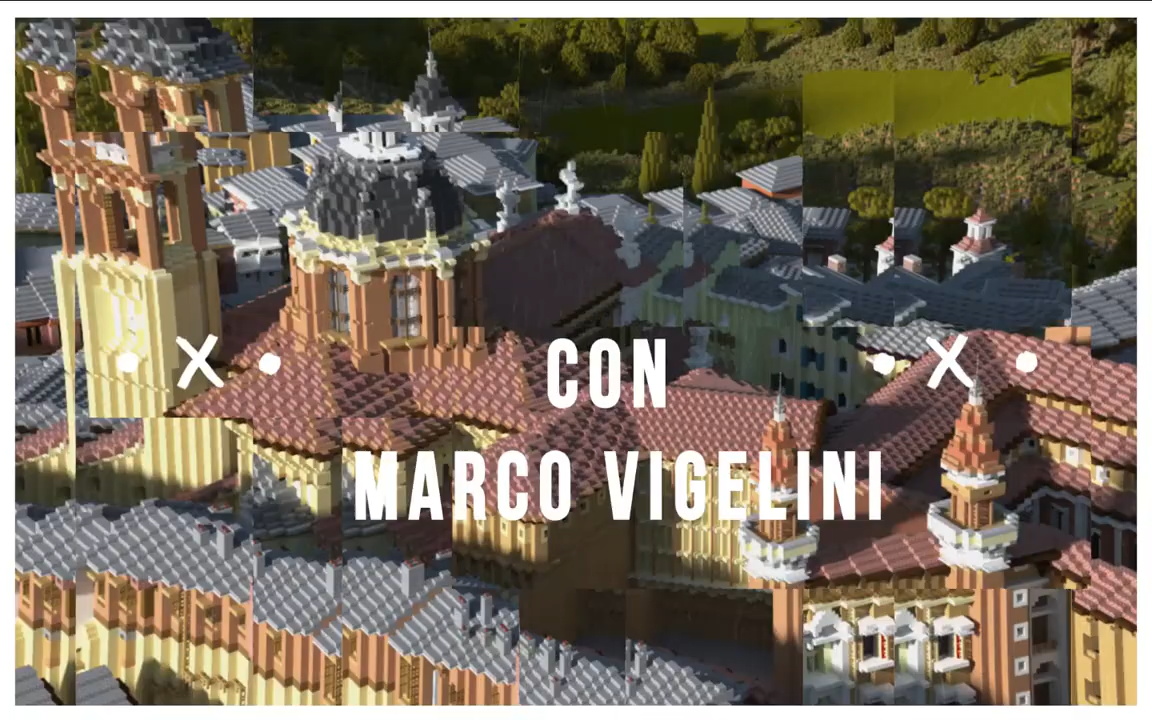 • X • CON • X •
MARCO VIGELINI